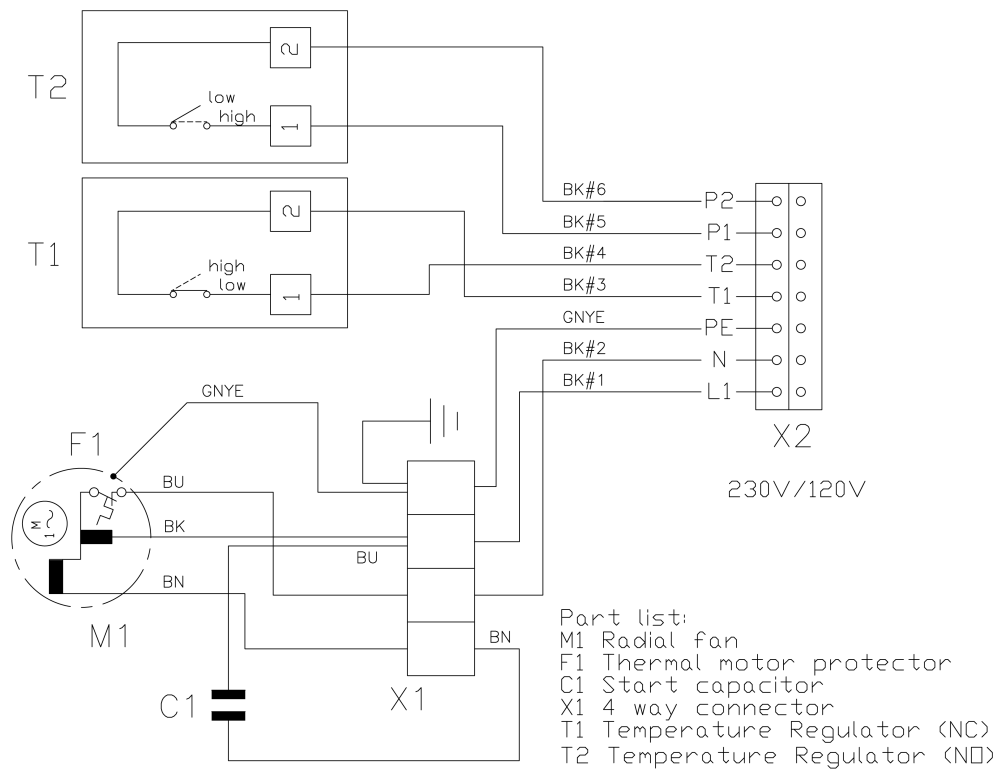 2
T2
low
high
1
BK#6
P2
BK#5
P1
2
T1
high
low
1
BK#4
T2
BK#3
T1
GNYE
PE
BK#2
N
BK#1
L1
GNYE
X2
F1
BU
230V/120V
M
1
BK
BU
BN
M1
BN
C1
X1
Part list:
M1 Radial fan
F1 Thermal motor protector
C1 Start capacitor
X1 4 way connector
T1 Temperature Regulator (NC)
T2 Temperature Regulator (NO)